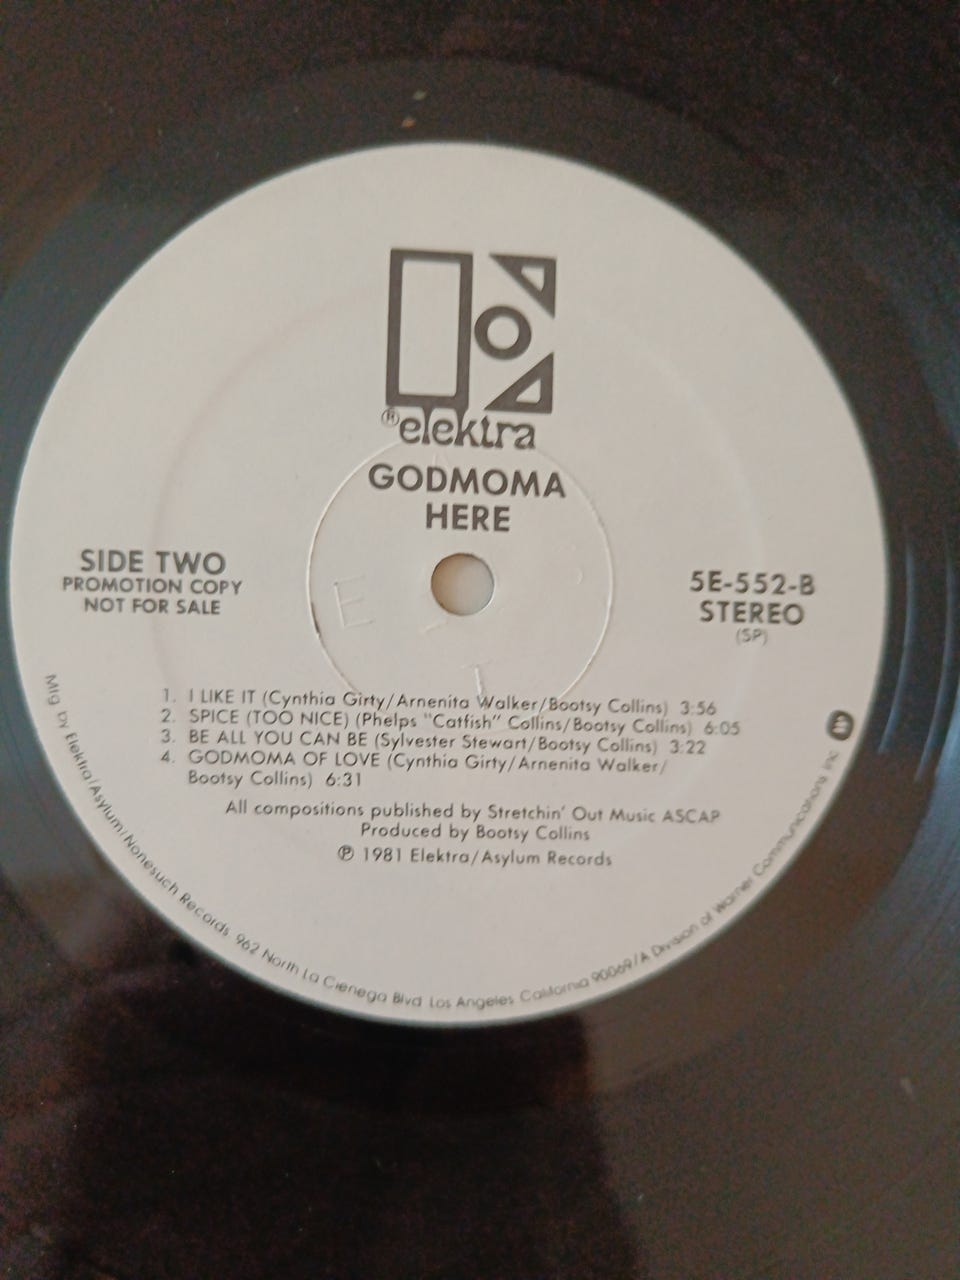 ® elektra
GODMOMA
HERE
SIDE TWO
PROMOTION COPY
NOT FOR SALE
5E-552-B
STEREO
(SP)
1. I LIKE IT (Cynthia Girty/Arnenita Walker/Bootsy Collins) 3:56
2. SPICE (TOO NICE) (Phelps "Catfish" Collins/Bootsy Collins) 6:05
3. BE ALL YOU CAN BE (Sylvester Stewart/Bootsy Collins) 3:22
4. GODMOMA OF LOVE (Cynthia Girty/Arnenita Walker/
Bootsy Collins) 6:31
All compositions published by Stretchin' Out Music ASCAP
Produced by Bootsy Collins
℗ 1981 Elektra/Asylum Records
Mfg by Elektra/Asylum/Nonesuch Records 962 North La Cienega Blvd Los Angeles California 90069/A Division of Warner Communications Inc